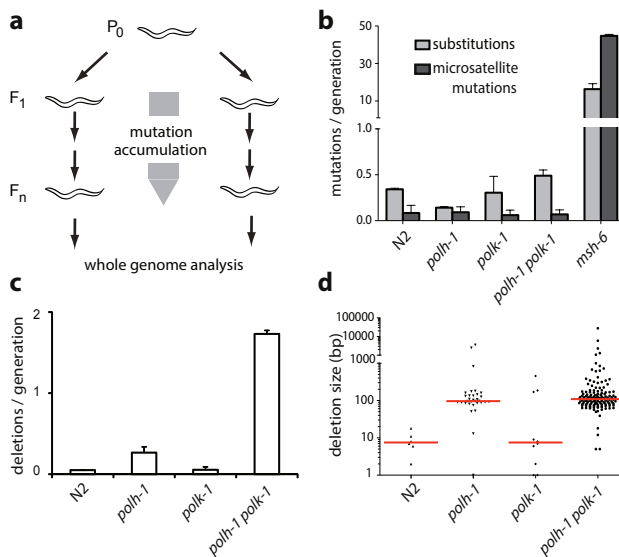 a
P0
F1
mutation
accumulation
Fn
whole genome analysis
b
mutations / generation
50
30
10
1.0
0.5
0.0
substitutions
microsatellite
mutations
N2
polh-1
polk-1
polh-1 polk-1
msh-6
c
deletions / generation
2
1
0
N2
polh-1
polk-1
polh-1 polk-1
d
deletion size (bp)
100000
10000
1000
100
10
1
N2
polh-1
polk-1
polh-1 polk-1